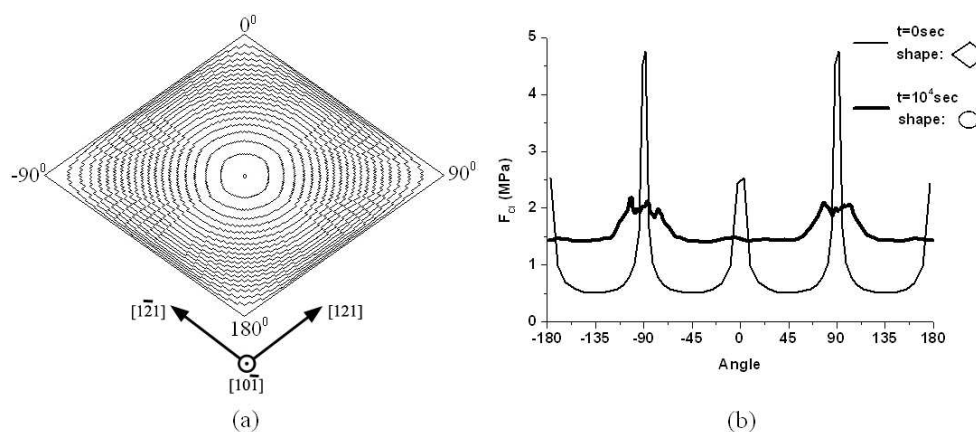 0⁰
-90⁰
90⁰
180⁰
[1̄21]
[121]
[101̄]
(a)
5
4
3
2
1
0
F_CI (MPa)
-180 -135 -90 -45 0 45 90 135 180
Angle
t=0sec
shape:
t=10⁴sec
shape:
(b)